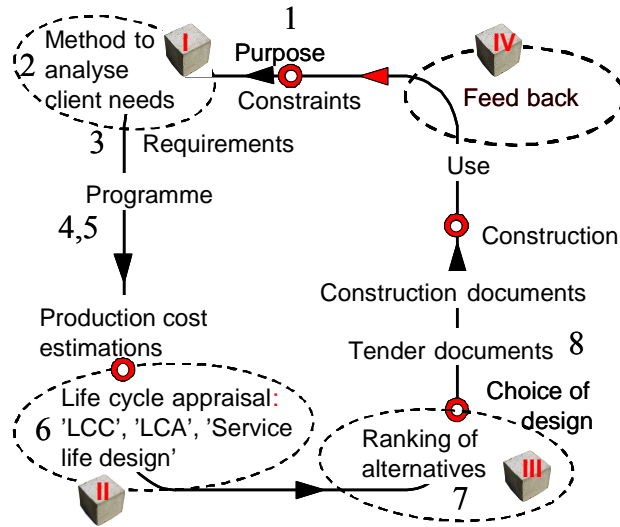 1
I
IV
Method to
Purpose
2
analyse
client needs
Constraints
Feed back
3
Requirements
Use
Programme
4,5
Construction
Construction documents
Production cost
estimations
Tender documents
8
Choice of
design
Life cycle appraisal:
6
'LCC', 'LCA', 'Service
life design’
Ranking of
alternatives
7
II
III